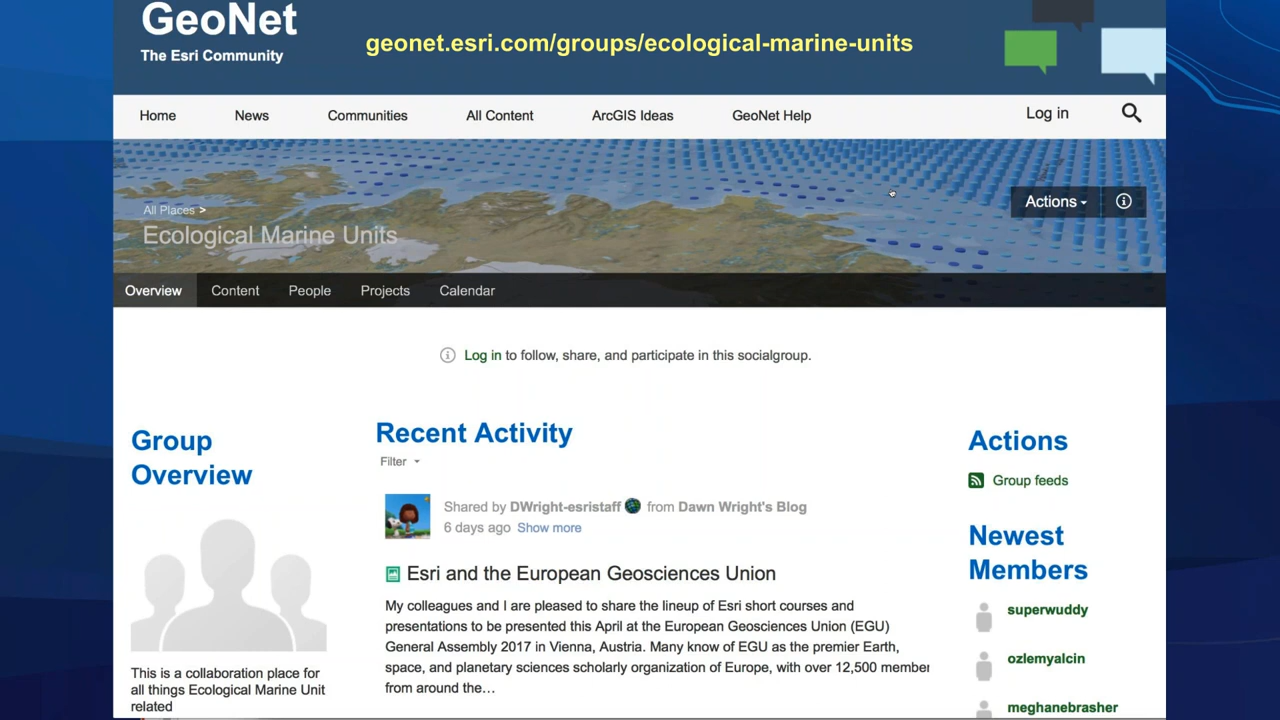 GeoNet
The Esri Community
geonet.esri.com/groups/ecological-marine-units
Home News Communities All Content ArcGIS Ideas GeoNet Help Log in
All Places >
Ecological Marine Units
Actions
Overview Content People Projects Calendar
Log in to follow, share, and participate in this socialgroup.
Group
Overview
This is a collaboration place for
all things Ecological Marine Unit
related
Recent Activity
Filter
Shared by DWright-esristaff from Dawn Wright's Blog
6 days ago Show more
Esri and the European Geosciences Union
My colleagues and I are pleased to share the lineup of Esri short courses and
presentations to be presented this April at the European Geosciences Union (EGU)
General Assembly 2017 in Vienna, Austria. Many know of EGU as the premier Earth,
space, and planetary sciences scholarly organization of Europe, with over 12,500 member
from around the…
Actions
Group feeds
Newest
Members
superwuddy
ozlemyalcin
meghanebrasher